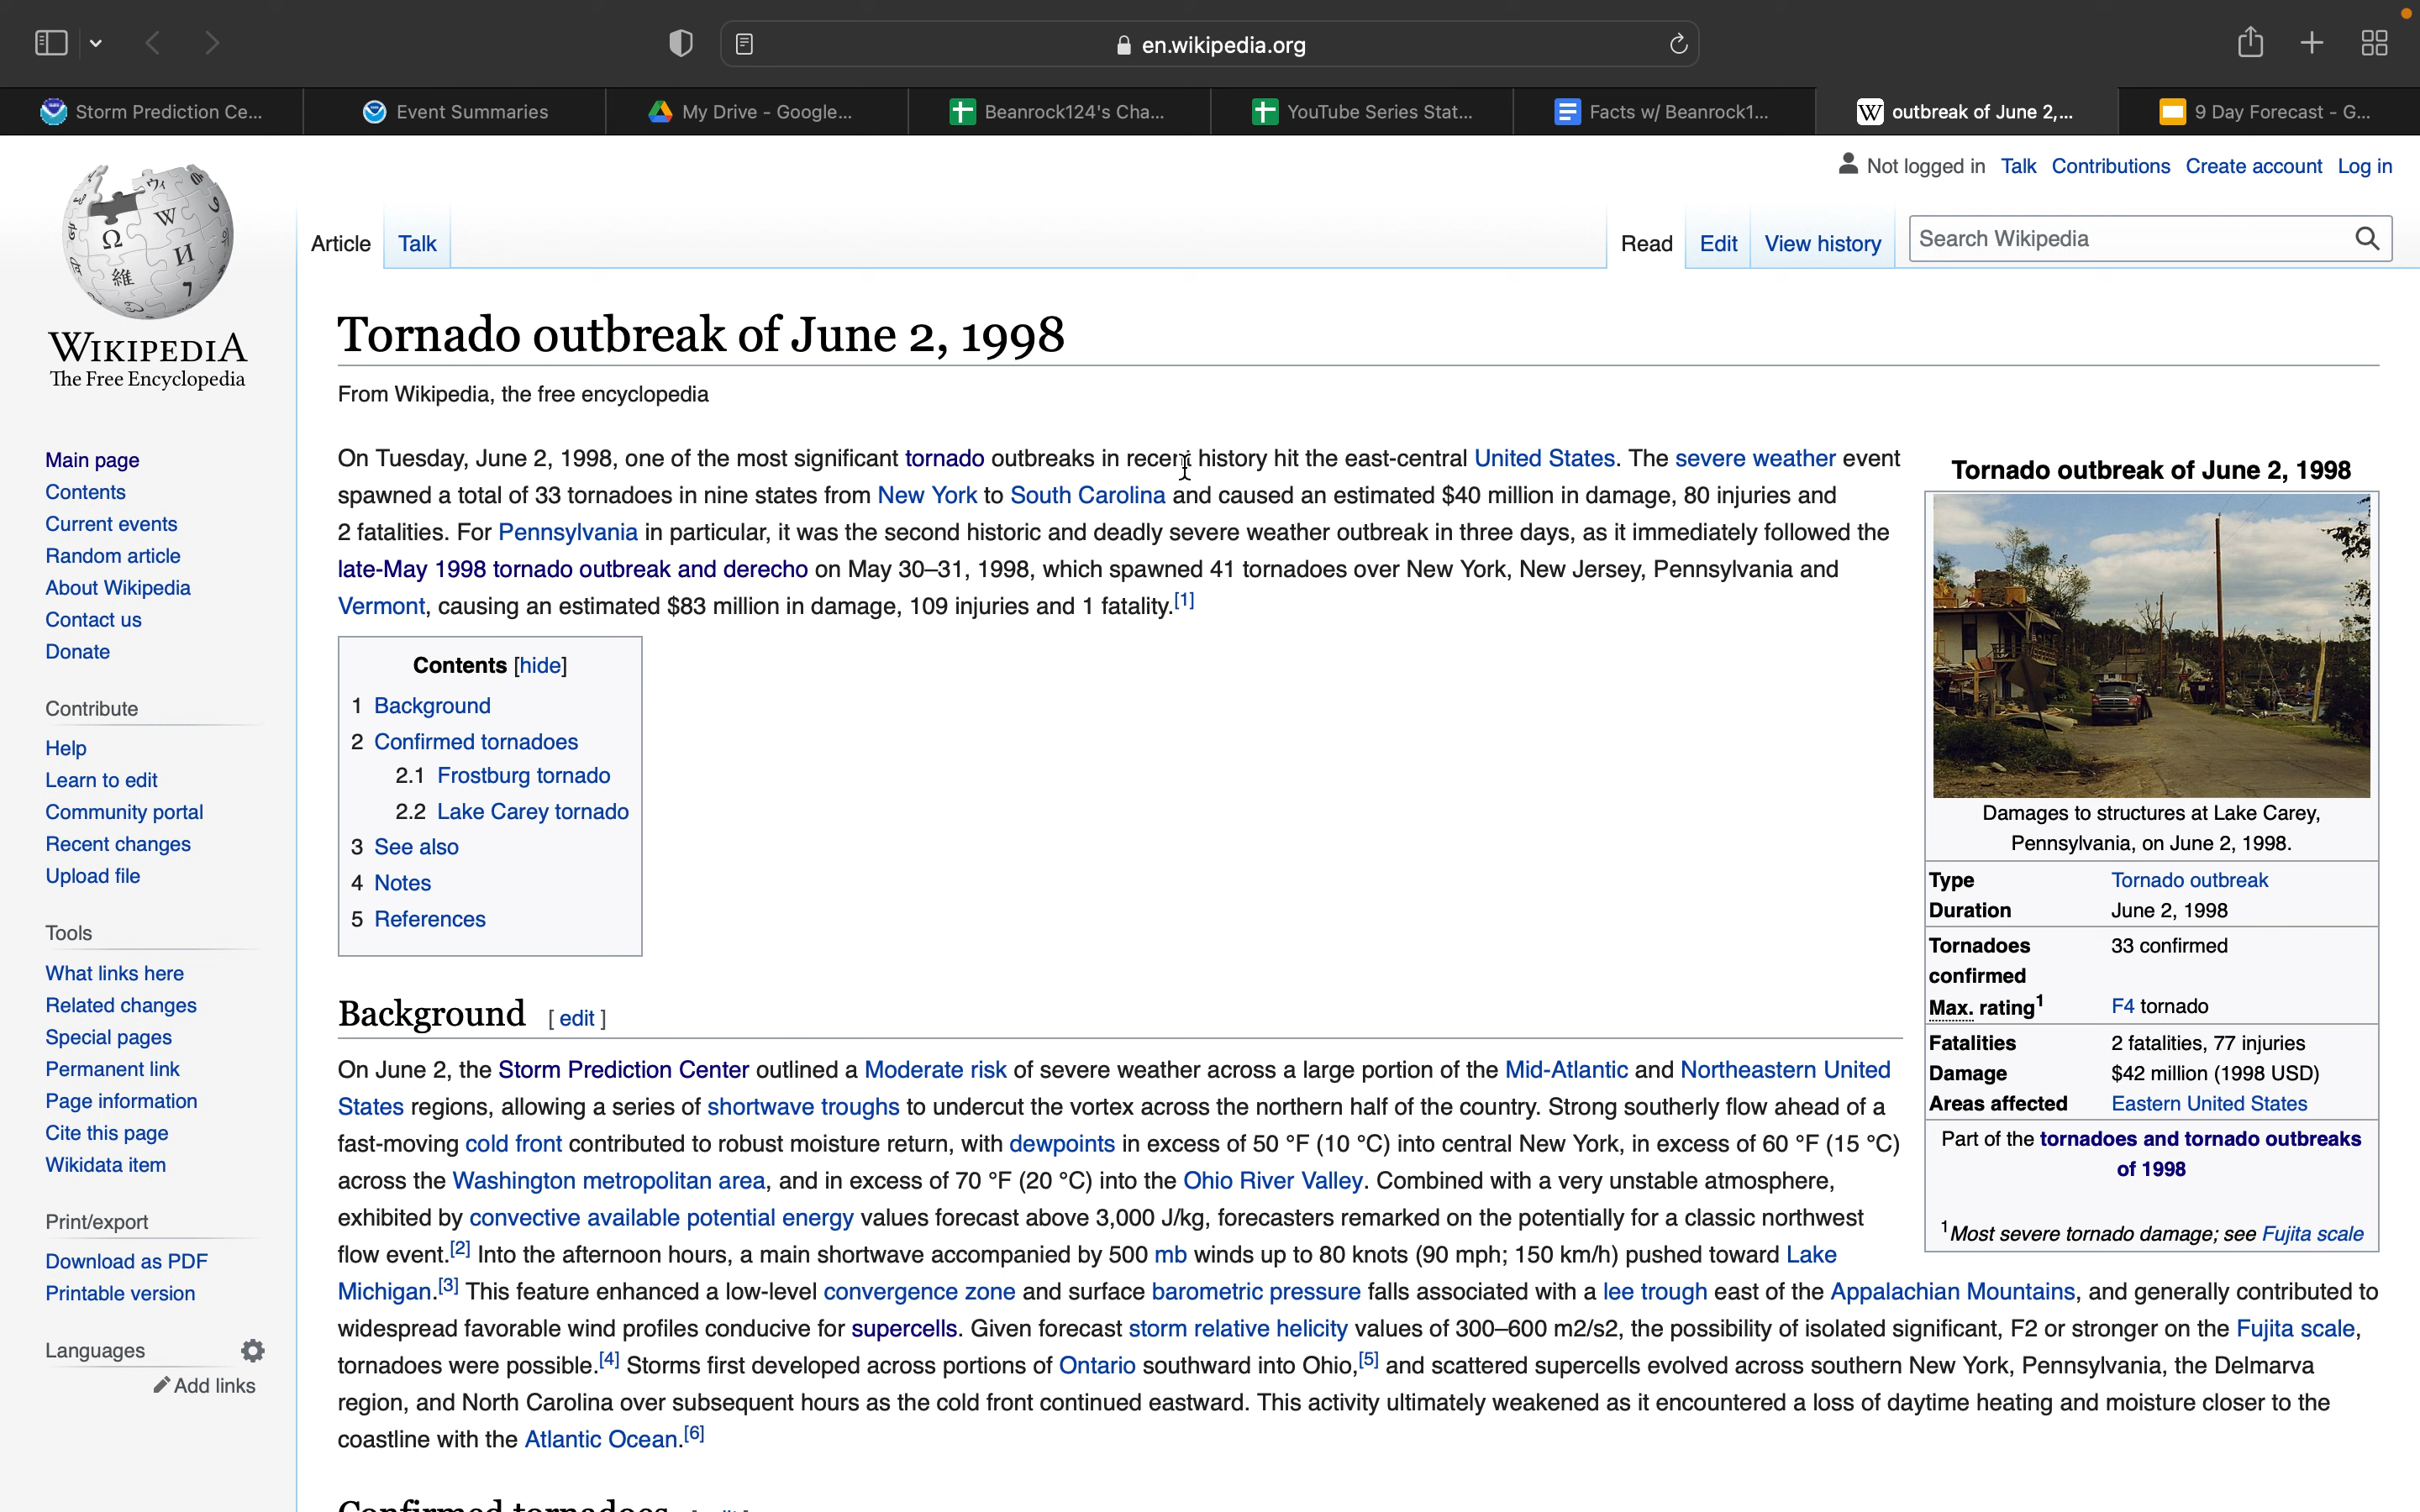 en.wikipedia.org
Storm Prediction Ce...
Event Summaries
My Drive - Google...
Beanrock124's Cha...
YouTube Series Stat...
Facts w/ Beanrock1...
W outbreak of June 2,...
9 Day Forecast - G...
Not logged in Talk Contributions Create account Log in
WIKIPEDIA
The Free Encyclopedia
Article Talk
Read Edit View history
Search Wikipedia
Main page
Contents
Current events
Random article
About Wikipedia
Contact us
Donate
Contribute
Help
Learn to edit
Community portal
Recent changes
Upload file
Tools
What links here
Related changes
Special pages
Permanent link
Page information
Cite this page
Wikidata item
Print/export
Download as PDF
Printable version
Languages
Add links
Tornado outbreak of June 2, 1998
From Wikipedia, the free encyclopedia
On Tuesday, June 2, 1998, one of the most significant tornado outbreaks in recent history hit the east-central United States. The severe weather event
spawned a total of 33 tornadoes in nine states from New York to South Carolina and caused an estimated $40 million in damage, 80 injuries and
2 fatalities. For Pennsylvania in particular, it was the second historic and deadly severe weather outbreak in three days, as it immediately followed the
late-May 1998 tornado outbreak and derecho on May 30–31, 1998, which spawned 41 tornadoes over New York, New Jersey, Pennsylvania and
Vermont, causing an estimated $83 million in damage, 109 injuries and 1 fatality.[1]
Contents [hide]
1 Background
2 Confirmed tornadoes
2.1 Frostburg tornado
2.2 Lake Carey tornado
3 See also
4 Notes
5 References
Tornado outbreak of June 2, 1998
Damages to structures at Lake Carey,
Pennsylvania, on June 2, 1998.
Type Tornado outbreak
Duration June 2, 1998
Tornadoes 33 confirmed
confirmed
Max. rating1 F4 tornado
Fatalities 2 fatalities, 77 injuries
Damage $42 million (1998 USD)
Areas affected Eastern United States
Part of the tornadoes and tornado outbreaks
of 1998
1Most severe tornado damage; see Fujita scale
Background [ edit ]
On June 2, the Storm Prediction Center outlined a Moderate risk of severe weather across a large portion of the Mid-Atlantic and Northeastern United
States regions, allowing a series of shortwave troughs to undercut the vortex across the northern half of the country. Strong southerly flow ahead of a
fast-moving cold front contributed to robust moisture return, with dewpoints in excess of 50 °F (10 °C) into central New York, in excess of 60 °F (15 °C)
across the Washington metropolitan area, and in excess of 70 °F (20 °C) into the Ohio River Valley. Combined with a very unstable atmosphere,
exhibited by convective available potential energy values forecast above 3,000 J/kg, forecasters remarked on the potentially for a classic northwest
flow event.[2] Into the afternoon hours, a main shortwave accompanied by 500 mb winds up to 80 knots (90 mph; 150 km/h) pushed toward Lake
Michigan.[3] This feature enhanced a low-level convergence zone and surface barometric pressure falls associated with a lee trough east of the Appalachian Mountains, and generally contributed to
widespread favorable wind profiles conducive for supercells. Given forecast storm relative helicity values of 300–600 m2/s2, the possibility of isolated significant, F2 or stronger on the Fujita scale,
tornadoes were possible.[4] Storms first developed across portions of Ontario southward into Ohio,[5] and scattered supercells evolved across southern New York, Pennsylvania, the Delmarva
region, and North Carolina over subsequent hours as the cold front continued eastward. This activity ultimately weakened as it encountered a loss of daytime heating and moisture closer to the
coastline with the Atlantic Ocean.[6]
Confirmed tornadoes